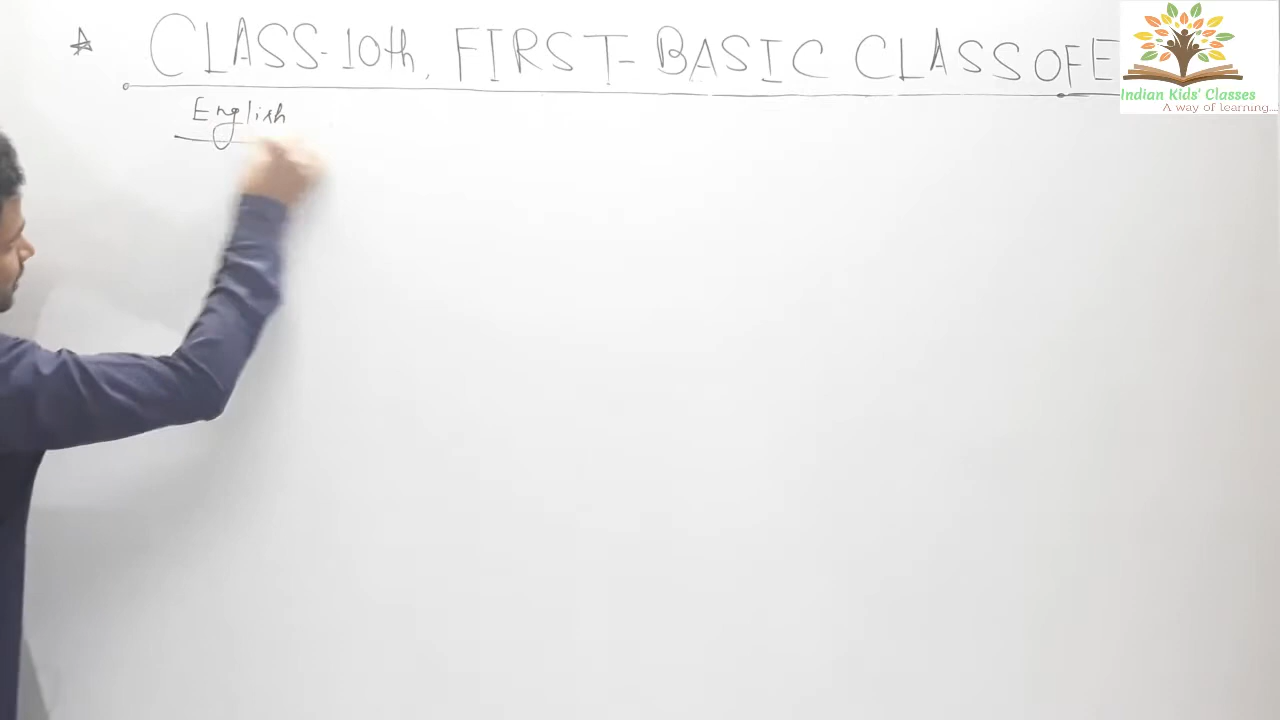 CLASS-10th, FIRST- BASIC CLASS OF E
English
Indian Kids' Classes
A way of learning....